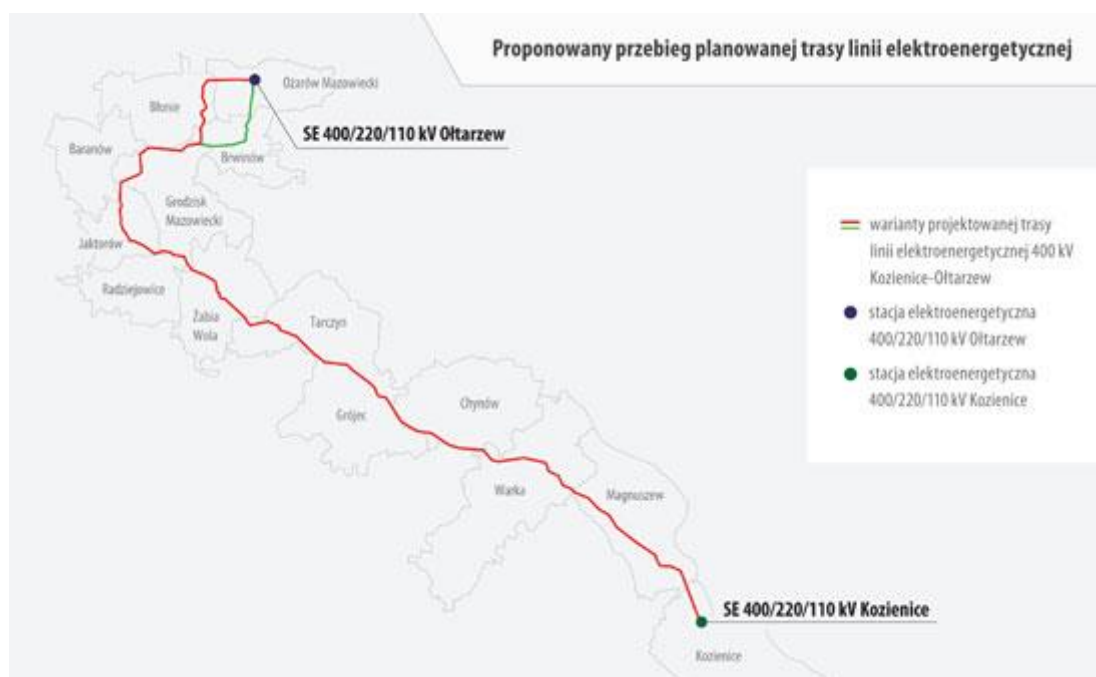 Proponowany przebieg planowanej trasy linii elektroenergetycznej
Ożarów Mazowiecki
Błonie
SE 400/220/110 kV Ołtarzew
Baranów
Brwinów
Grodzisk
Mazowiecki
Jaktorów
Radziejowice
Żabia
Wola
Tarczyn
Grójec
Chynów
Warka
Magnuszew
SE 400/220/110 kV Kozienice
Kozienice
warianty projektowanej trasy
linii elektroenergetycznej 400 kV
Kozienice-Ołtarzew
stacja elektroenergetyczna
400/220/110 kV Ołtarzew
stacja elektroenergetyczna
400/220/110 kV Kozienice